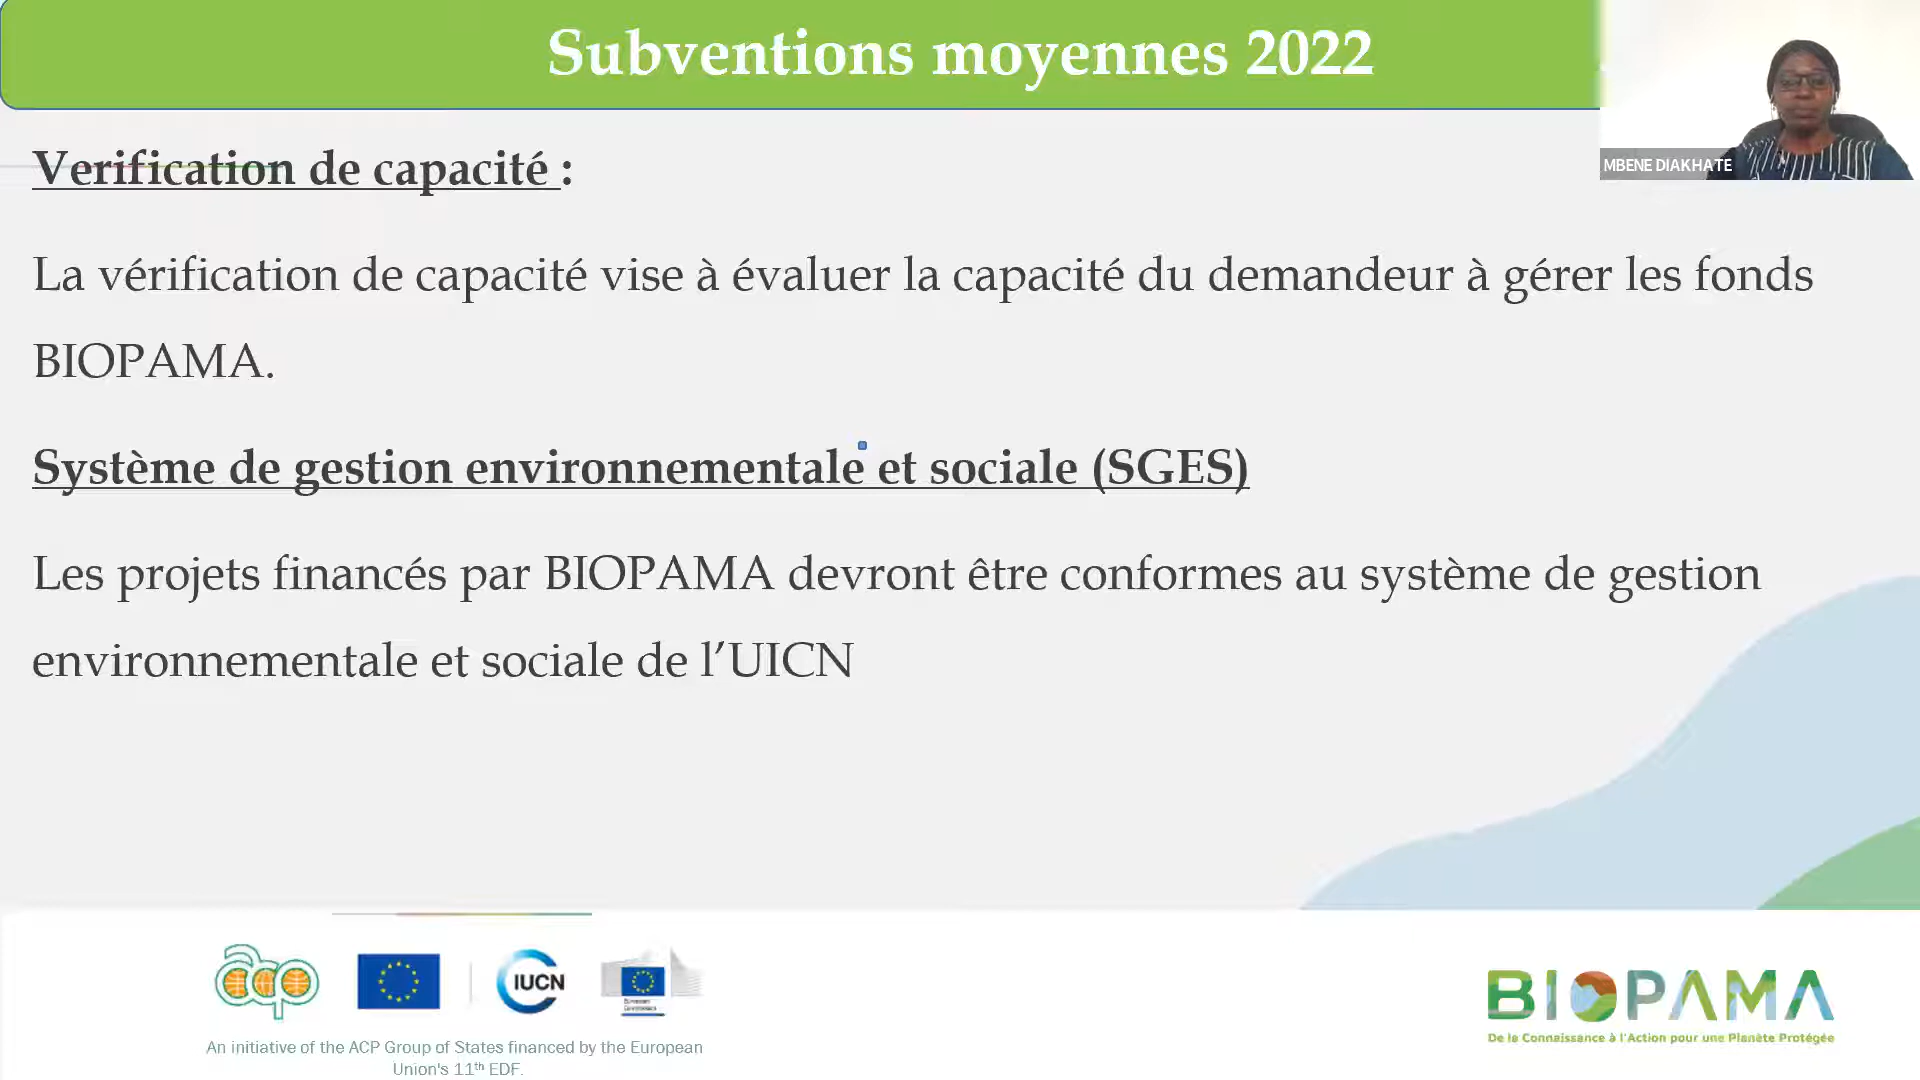 Subventions moyennes 2022
MBENE DIAKHATE
Verification de capacité :
La vérification de capacité vise à évaluer la capacité du demandeur à gérer les fonds
BIOPAMA.
Système de gestion environnementale et sociale (SGES)
Les projets financés par BIOPAMA devront être conformes au système de gestion
environnementale et sociale de l’UICN
acp
IUCN
BIOPAMA
De la Connaissance à l'Action pour une Planète Protégée
An initiative of the ACP Group of States financed by the European
Union's 11th EDF.